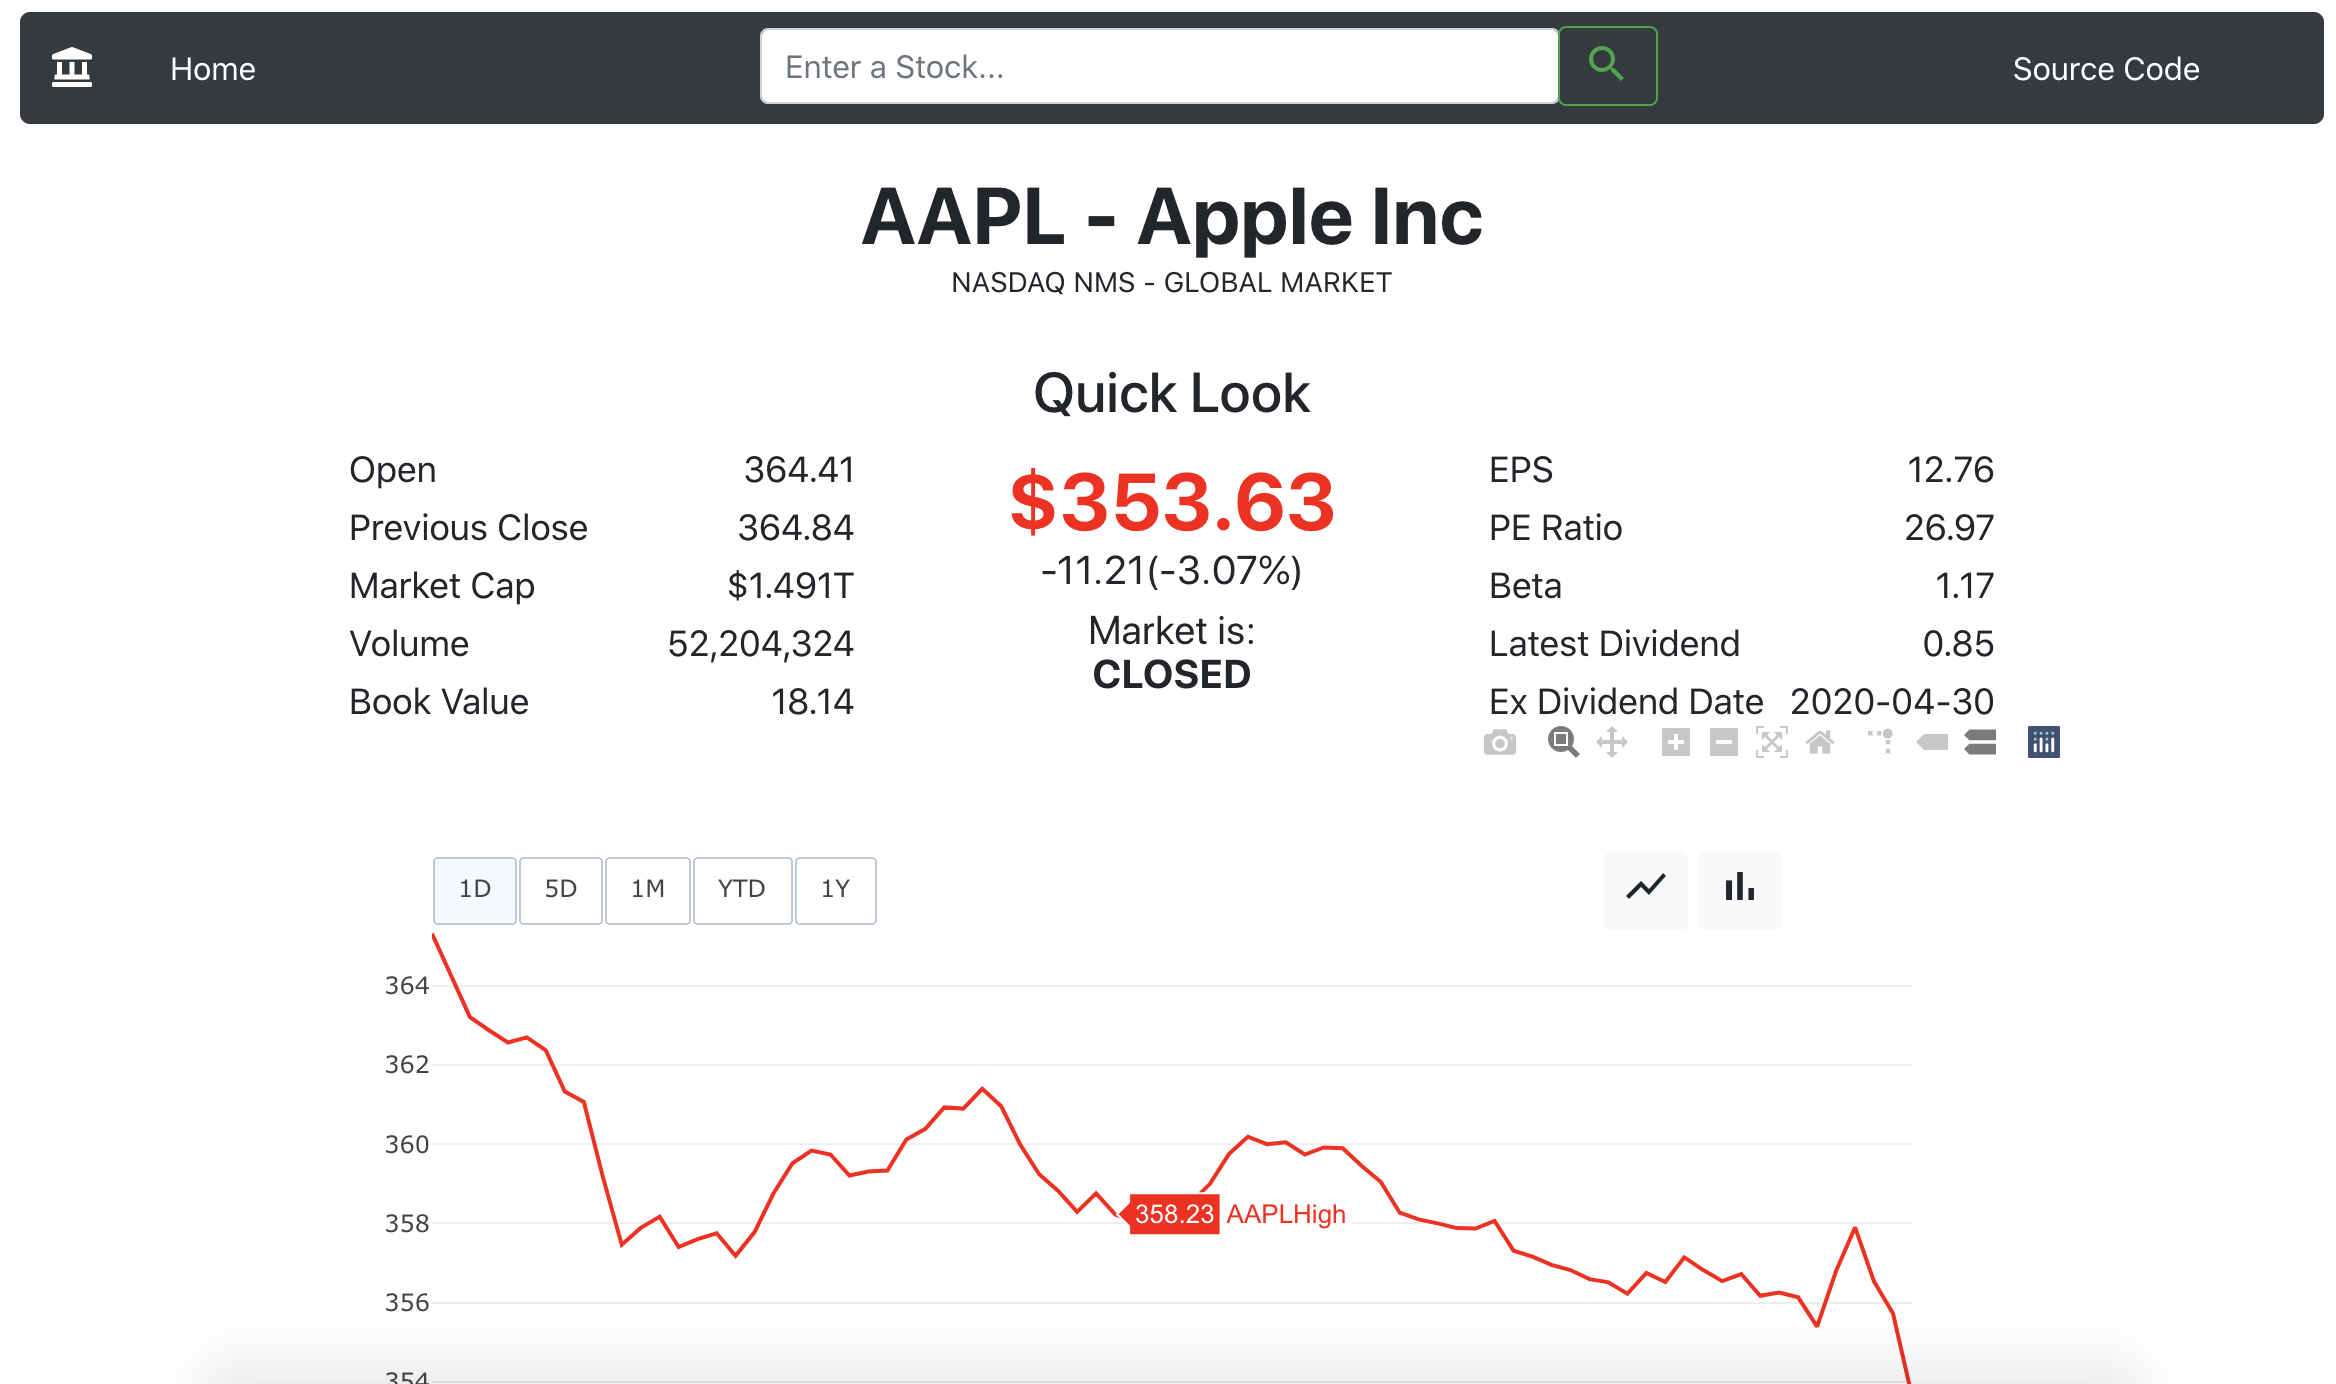 Home
Enter a Stock...
Source Code
AAPL - Apple Inc
NASDAQ NMS - GLOBAL MARKET
Quick Look
Open 364.41
Previous Close 364.84
Market Cap $1.491T
Volume 52,204,324
Book Value 18.14
$353.63
-11.21(-3.07%)
Market is:
CLOSED
EPS 12.76
PE Ratio 26.97
Beta 1.17
Latest Dividend 0.85
Ex Dividend Date 2020-04-30
1D 5D 1M YTD 1Y
364
362
360
358
358.23 AAPLHigh
356
354